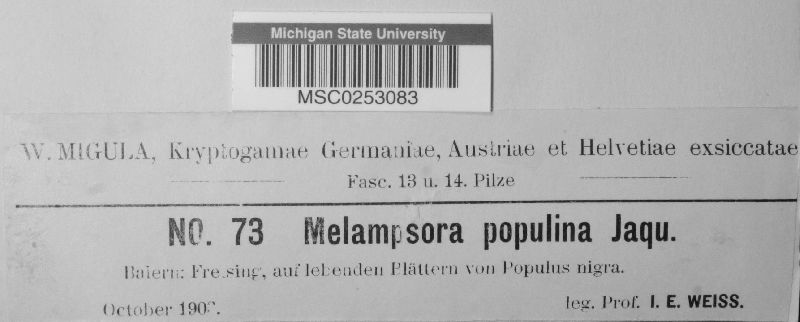 Michigan State University
MSC0253083
W. MIGULA, Kryptogamae Germaniae, Austriae et Helvetiae exsiccatae
Fasc. 13 u. 14. Pilze
NO. 73 Melampsora populina Jaqu.
Baiern: Freising, auf lebenden Blättern von Populus nigra.
October
leg. Prof. I. E. WEISS.